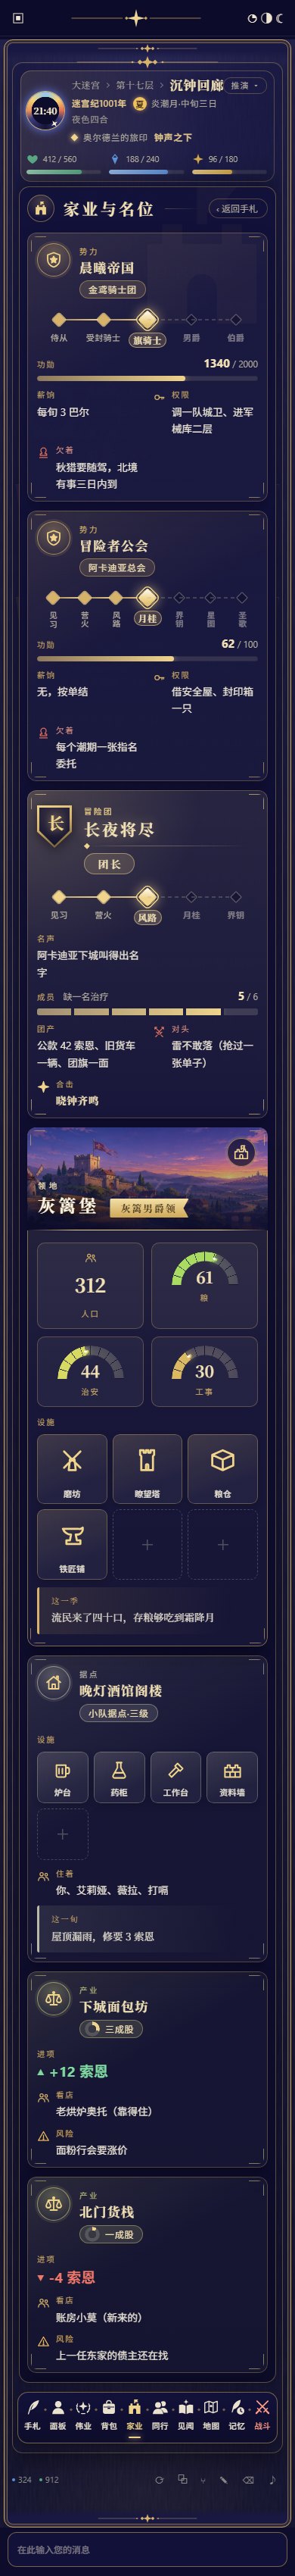 大迷宫 › 第十七层 › 沉钟回廊
推演
21:40
迷宫纪1001年 炎潮月·中旬三日
夜色四合
奥尔德兰的旅印 钟声之下
412 / 560
188 / 240
96 / 180
家业与名位
‹ 返回手札
势力
晨曦帝国
金鸢骑士团
侍从 受封骑士 旗骑士 男爵 伯爵
功勋 1340 / 2000
薪饷
每旬 3 巴尔
权限
调一队城卫、进军
械库二层
欠着
秋猎要随驾，北境
有事三日内到
势力
冒险者公会
阿卡迪亚总会
见习 营火 风路 月桂 界钥 星图 圣歌
功勋 62 / 100
薪饷
无，按单结
权限
借安全屋、封印箱
一只
欠着
每个潮期一张指名
委托
长
冒险团
长夜将尽
团长
见习 营火 风路 月桂 界钥
名声
阿卡迪亚下城叫得出名
字
成员 缺一名治疗 5 / 6
团产
公款 42 索恩、旧货车
一辆、团旗一面
对头
雷不敢落（抢过一
张单子）
合击
晓钟齐鸣
领地
灰篱堡
灰篱男爵领
312
人口
61
粮
44
治安
30
工事
设施
磨坊 瞭望塔 粮仓
铁匠铺
这一季
流民来了四十口，存粮够吃到霜降月
据点
晚灯酒馆阁楼
小队据点·三级
设施
炉台 药柜 工作台 资料墙
住着
你、艾莉娅、薇拉、打嗝
这一旬
屋顶漏雨，修要 3 索恩
产业
下城面包坊
三成股
进项
+12 索恩
看店
老烘炉奥托（靠得住）
风险
面粉行会要涨价
产业
北门货栈
一成股
进项
-4 索恩
看店
账房小莫（新来的）
风险
上一任东家的债主还在找
手札 面板 伟业 背包 家业 同行 见闻 地图 记忆 战斗
324 912
在此输入您的消息